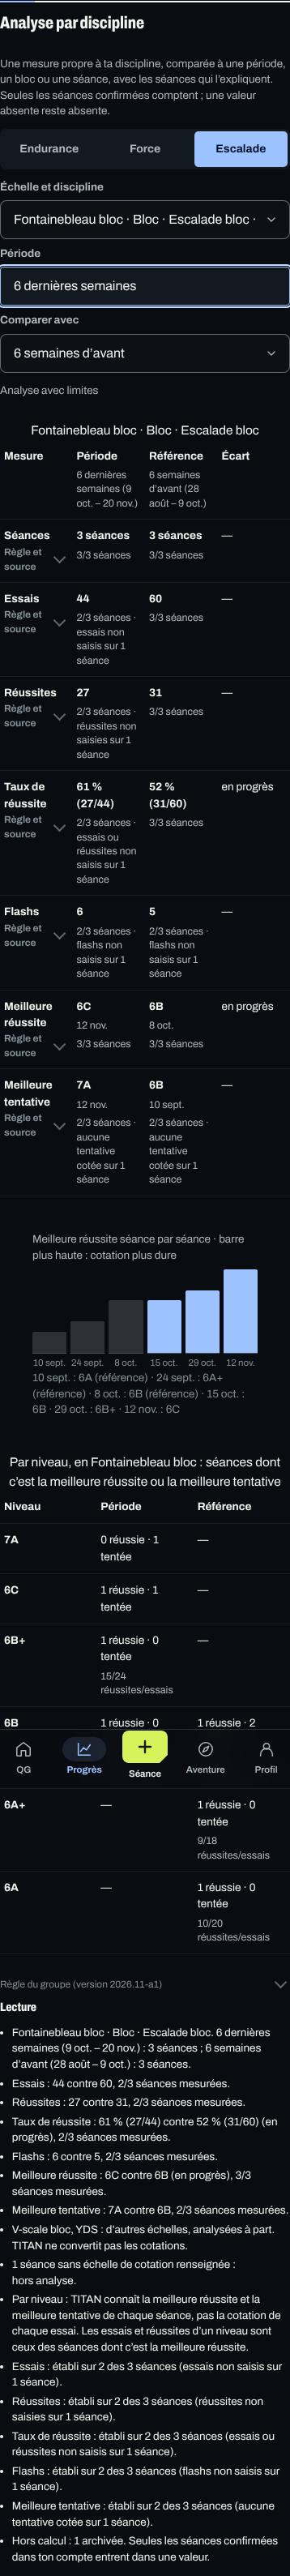 Analyse par discipline
Une mesure propre à ta discipline, comparée à une période,
un bloc ou une séance, avec les séances qui l'expliquent.
Seules les séances confirmées comptent ; une valeur
absente reste absente.
Endurance
Force
Escalade
Échelle et discipline
Fontainebleau bloc · Bloc · Escalade bloc ·
Période
6 dernières semaines
Comparer avec
6 semaines d'avant
Analyse avec limites
Fontainebleau bloc · Bloc · Escalade bloc
Mesure
Période
Référence
Écart
6 dernières
semaines (9
oct. – 20 nov.)
6 semaines
d'avant (28
août – 9 oct.)
Séances
Règle et
source
3 séances
3/3 séances
3 séances
3/3 séances
—
Essais
Règle et
source
44
2/3 séances ·
essais non
saisis sur 1
séance
60
3/3 séances
—
Réussites
Règle et
source
27
2/3 séances ·
réussites non
saisies sur 1
séance
31
3/3 séances
—
Taux de
réussite
Règle et
source
61 %
(27/44)
2/3 séances ·
essais ou
réussites non
saisis sur 1
séance
52 %
(31/60)
3/3 séances
en progrès
Flashs
Règle et
source
6
2/3 séances ·
flashs non
saisis sur 1
séance
5
2/3 séances ·
flashs non
saisis sur 1
séance
—
Meilleure
réussite
Règle et
source
6C
12 nov.
3/3 séances
6B
8 oct.
3/3 séances
en progrès
Meilleure
tentative
Règle et
source
7A
12 nov.
2/3 séances ·
aucune
tentative
cotée sur 1
séance
6B
10 sept.
2/3 séances ·
aucune
tentative
cotée sur 1
séance
—
Meilleure réussite séance par séance · barre
plus haute : cotation plus dure
10 sept. 24 sept. 8 oct. 15 oct. 29 oct. 12 nov.
10 sept. : 6A (référence) · 24 sept. : 6A+
(référence) · 8 oct. : 6B (référence) · 15 oct. :
6B · 29 oct. : 6B+ · 12 nov. : 6C
Par niveau, en Fontainebleau bloc : séances dont
c'est la meilleure réussite ou la meilleure tentative
Niveau
Période
Référence
7A
0 réussie · 1
tentée
—
6C
1 réussie · 1
tentée
—
6B+
1 réussie · 0
tentée
15/24
réussites/essais
—
6B
1 réussie · 0
1 réussie · 2
QG
Progrès
Séance
Aventure
Profil
6A+
—
1 réussie · 0
tentée
9/18
réussites/essais
6A
—
1 réussie · 0
tentée
10/20
réussites/essais
Règle du groupe (version 2026.11-a1)
Lecture
• Fontainebleau bloc · Bloc · Escalade bloc. 6 dernières
semaines (9 oct. – 20 nov.) : 3 séances ; 6 semaines
d'avant (28 août – 9 oct.) : 3 séances.
• Essais : 44 contre 60, 2/3 séances mesurées.
• Réussites : 27 contre 31, 2/3 séances mesurées.
• Taux de réussite : 61 % (27/44) contre 52 % (31/60) (en
progrès), 2/3 séances mesurées.
• Flashs : 6 contre 5, 2/3 séances mesurées.
• Meilleure réussite : 6C contre 6B (en progrès), 3/3
séances mesurées.
• Meilleure tentative : 7A contre 6B, 2/3 séances mesurées.
• V-scale bloc, YDS : d'autres échelles, analysées à part.
TITAN ne convertit pas les cotations.
• 1 séance sans échelle de cotation renseignée :
hors analyse.
• Par niveau : TITAN connaît la meilleure réussite et la
meilleure tentative de chaque séance, pas la cotation de
chaque essai. Les essais et réussites d'un niveau sont
ceux des séances dont c'est la meilleure réussite.
• Essais : établi sur 2 des 3 séances (essais non saisis sur
1 séance).
• Réussites : établi sur 2 des 3 séances (réussites non
saisies sur 1 séance).
• Taux de réussite : établi sur 2 des 3 séances (essais ou
réussites non saisis sur 1 séance).
• Flashs : établi sur 2 des 3 séances (flashs non saisis sur
1 séance).
• Meilleure tentative : établi sur 2 des 3 séances (aucune
tentative cotée sur 1 séance).
• Hors calcul : 1 archivée. Seules les séances confirmées
dans ton compte entrent dans une valeur.